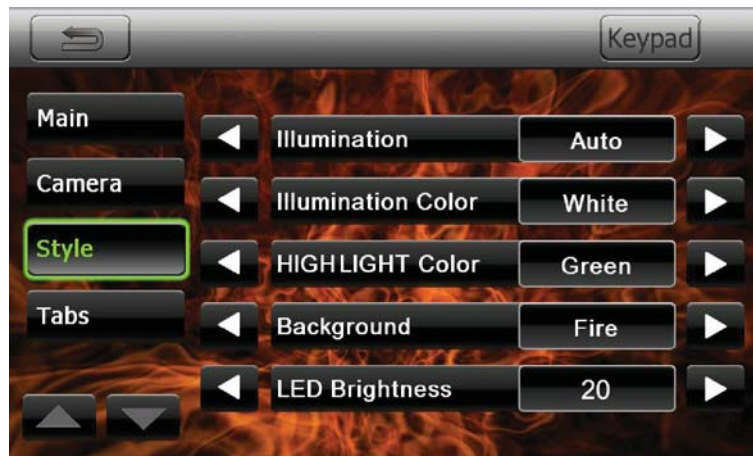 Keypad
Main
Camera
Style
Tabs
Illumination Auto
Illumination Color White
HIGHLIGHT Color Green
Background Fire
LED Brightness 20